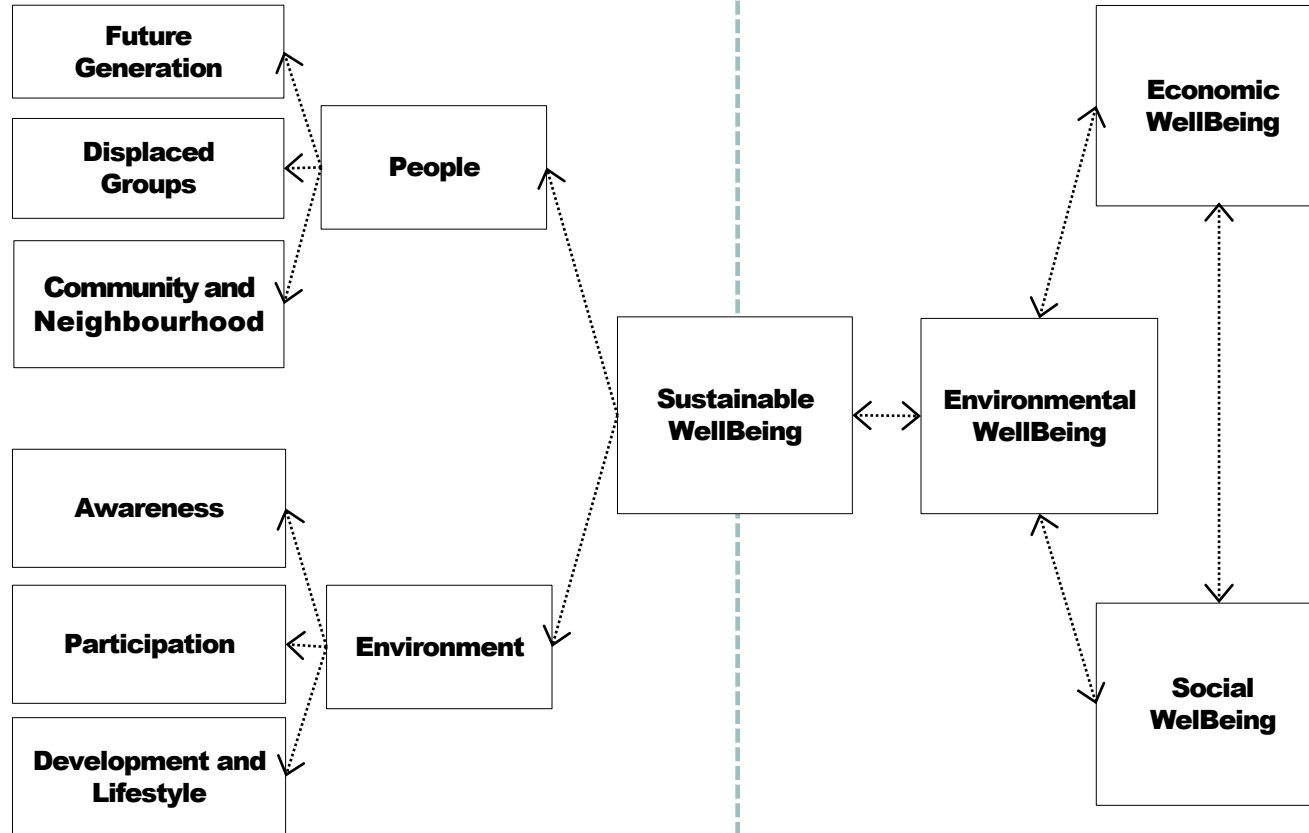 Future
Generation
Displaced
Groups
Community and
Neighbourhood
People
Awareness
Participation
Development and
Lifestyle
Environment
Sustainable
WellBeing
Environmental
WellBeing
Economic
WellBeing
Social
WelBeing